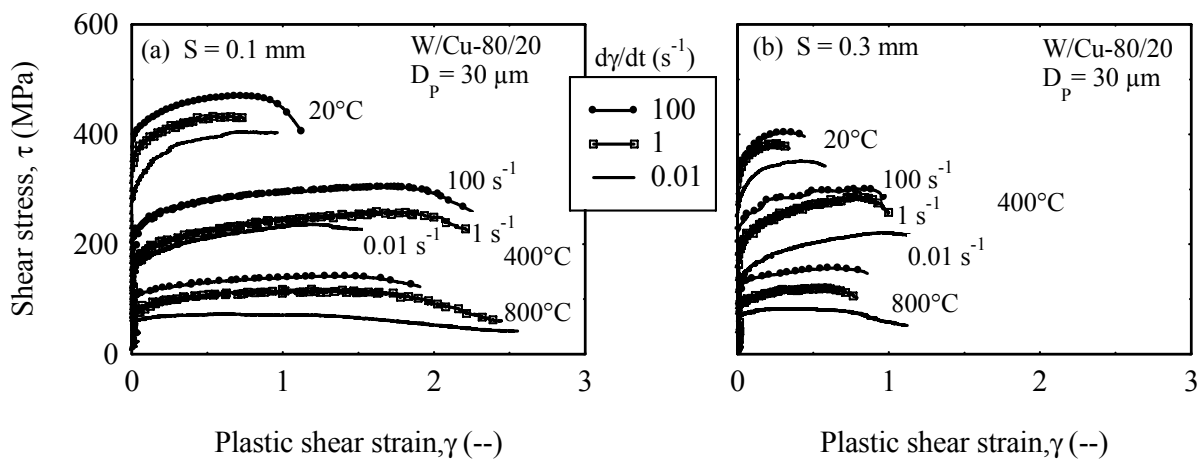 Shear stress, τ (MPa)
600
400
200
0
(a) S = 0.1 mm
W/Cu-80/20
D_P = 30 µm
20°C
100 s⁻¹
1 s⁻¹
0.01 s⁻¹
400°C
800°C
0 1 2 3
Plastic shear strain,γ (--)
dγ/dt (s⁻¹)
100
1
0.01
(b) S = 0.3 mm
W/Cu-80/20
D_P = 30 µm
20°C
100 s⁻¹
1 s⁻¹
400°C
0.01 s⁻¹
800°C
0 1 2 3
Plastic shear strain,γ (--)